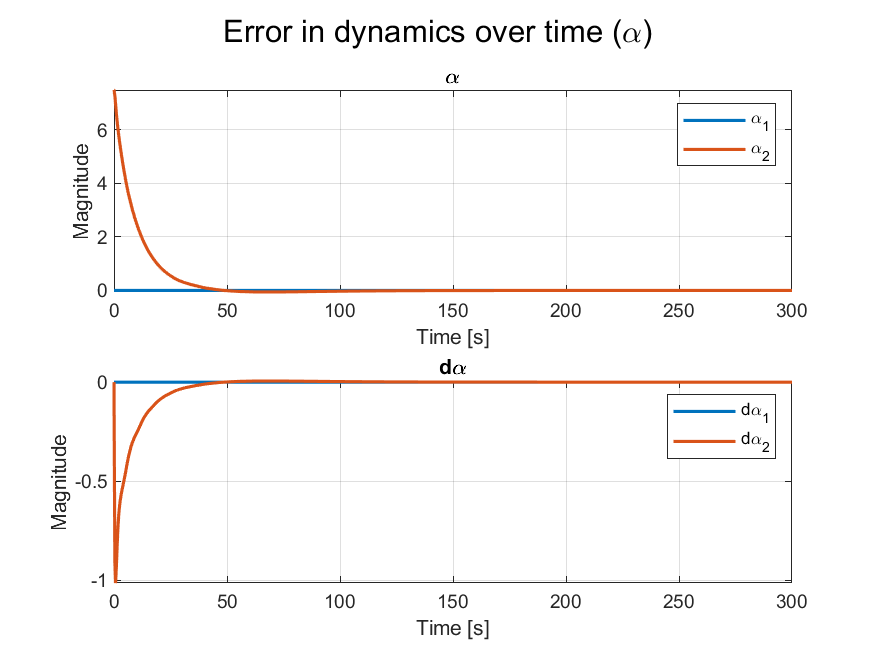 Error in dynamics over time (α)
α
Magnitude
6
4
2
0
α₁
α₂
0 50 100 150 200 250 300
Time [s]
dα
Magnitude
0
-0.5
-1
dα₁
dα₂
0 50 100 150 200 250 300
Time [s]